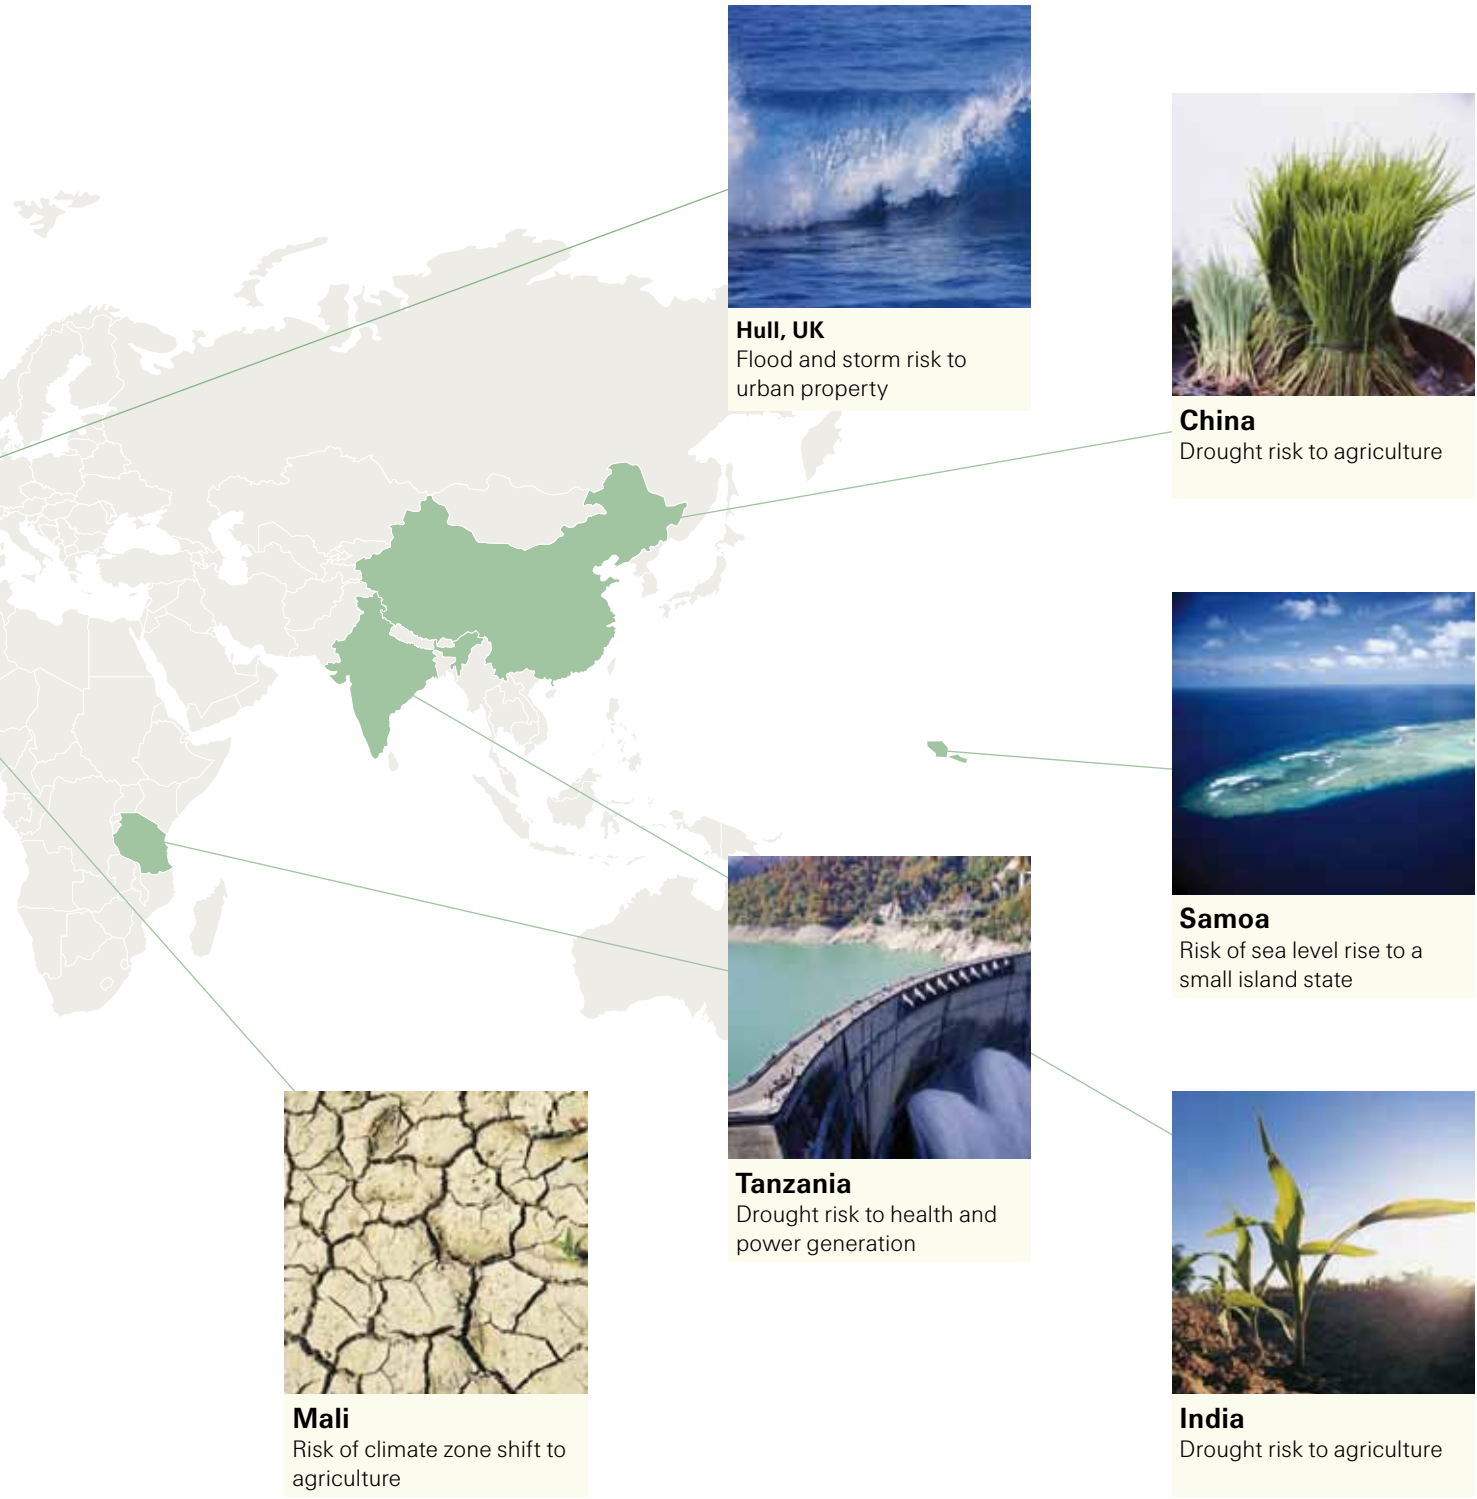 Hull, UK
Flood and storm risk to
urban property
China
Drought risk to agriculture
Samoa
Risk of sea level rise to a
small island state
Tanzania
Drought risk to health and
power generation
Mali
Risk of climate zone shift to
agriculture
India
Drought risk to agriculture